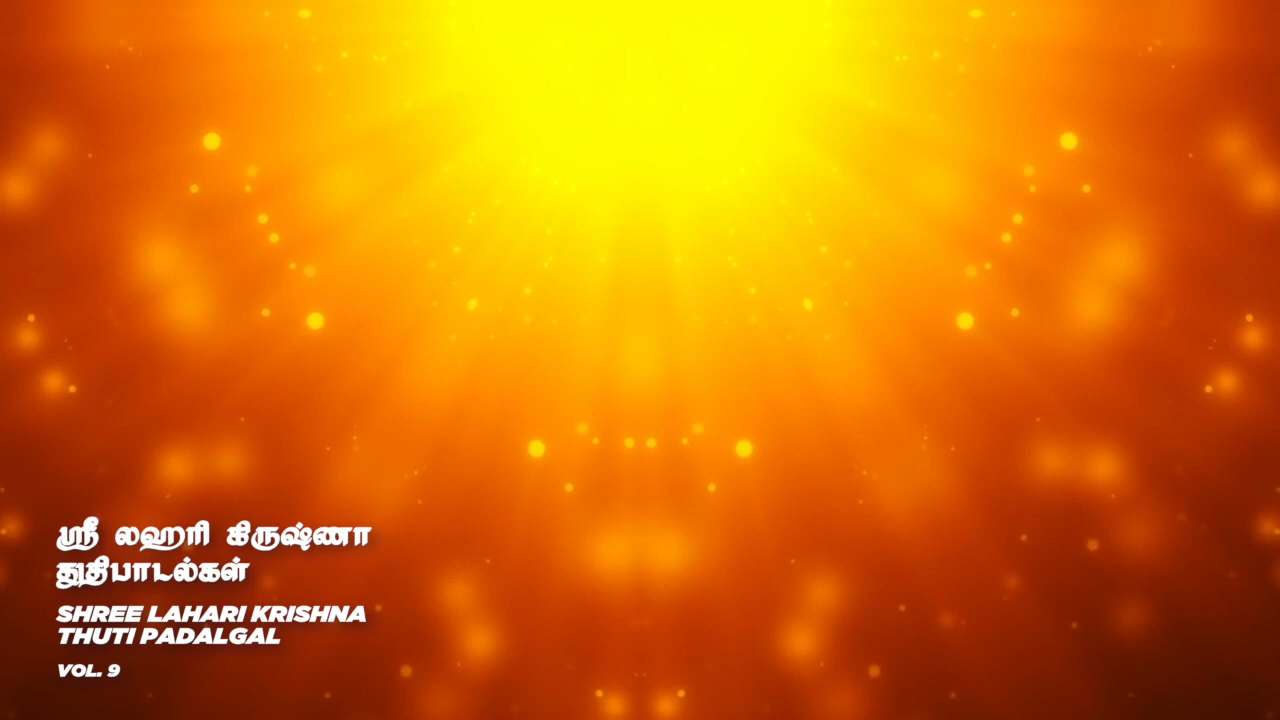 ஸ்ரீ லஹரி கிருஷ்ணா
துதிபாடல்கள்
SHREE LAHARI KRISHNA
THUTI PADALGAL
VOL. 9